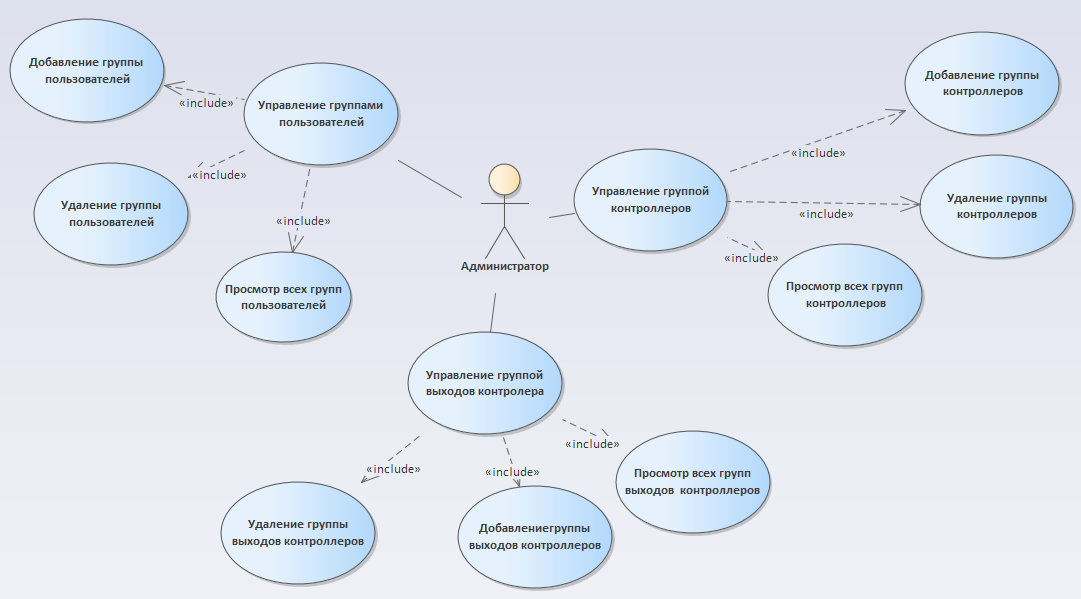 Добавление группы
пользователей
«include»
Управление группами
пользователей
«include»
Удаление группы
пользователей
«include»
Просмотр всех групп
пользователей
Администратор
Управление группой
контроллеров
«include»
Добавление группы
контроллеров
«include»
Удаление группы
контроллеров
«include»
Просмотр всех групп
контроллеров
Управление группой
выходов контролера
«include»
Удаление группы
выходов контроллеров
«include»
Добавлениегруппы
выходов контроллеров
«include»
Просмотр всех групп
выходов контроллеров